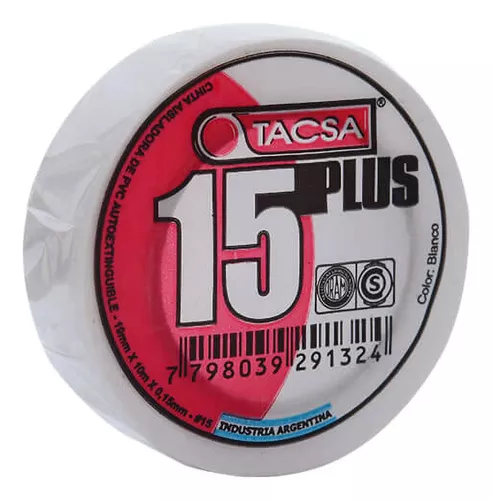 TACSA ®
15 PLUS
CINTA AISLADORA DE PVC AUTOEXTINGUIBLE - 19mm X 10m X 0,15mm - #15
IRAM
S
Color: Blanco
7 798039 291324
INDUSTRIA ARGENTINA